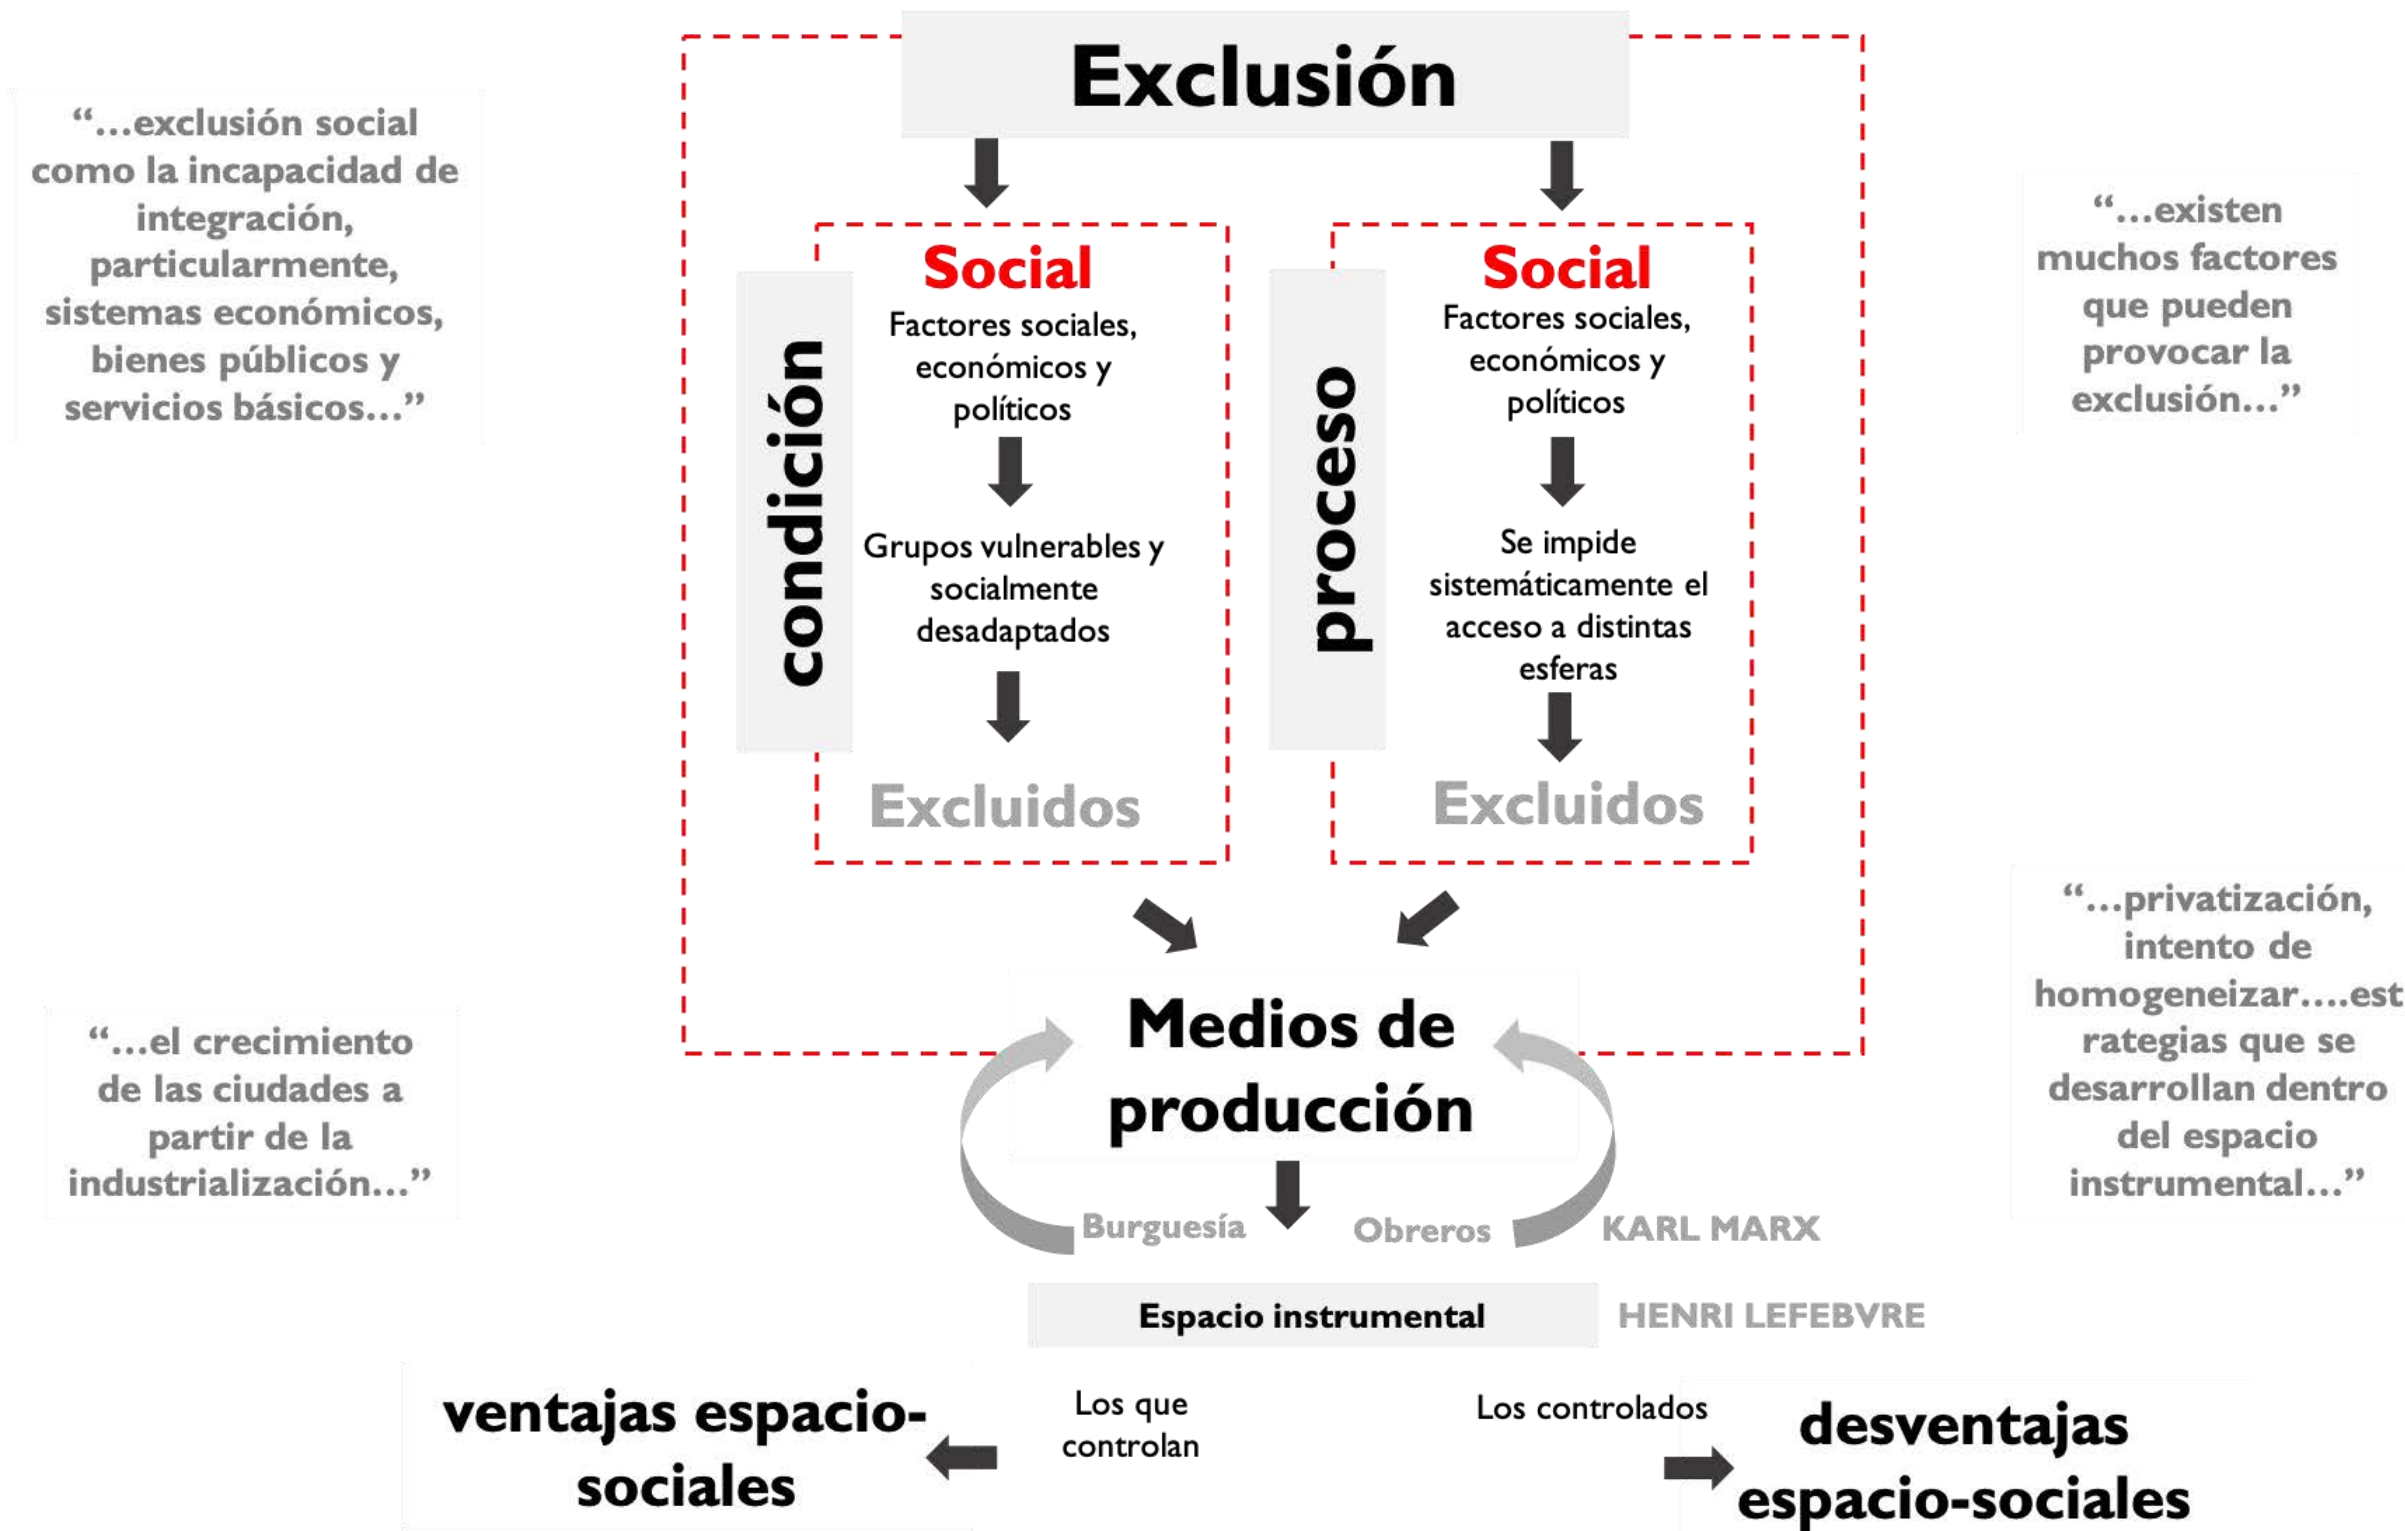 Exclusión
“...exclusión social
como la incapacidad de
integración,
particularmente,
sistemas económicos,
bienes públicos y
servicios básicos...”
condición
Social
Factores sociales,
económicos y
políticos
Grupos vulnerables y
socialmente
desadaptados
Excluidos
proceso
Social
Factores sociales,
económicos y
políticos
Se impide
sistemáticamente el
acceso a distintas
esferas
Excluidos
“...existen
muchos factores
que pueden
provocar la
exclusión...”
“...el crecimiento
de las ciudades a
partir de la
industrialización...”
Medios de
producción
“...privatización,
intento de
homogeneizar....est
rategias que se
desarrollan dentro
del espacio
instrumental...”
Burguesía
Obreros
KARL MARX
Espacio instrumental
HENRI LEFEBVRE
ventajas espacio-
sociales
Los que
controlan
Los controlados
desventajas
espacio-sociales